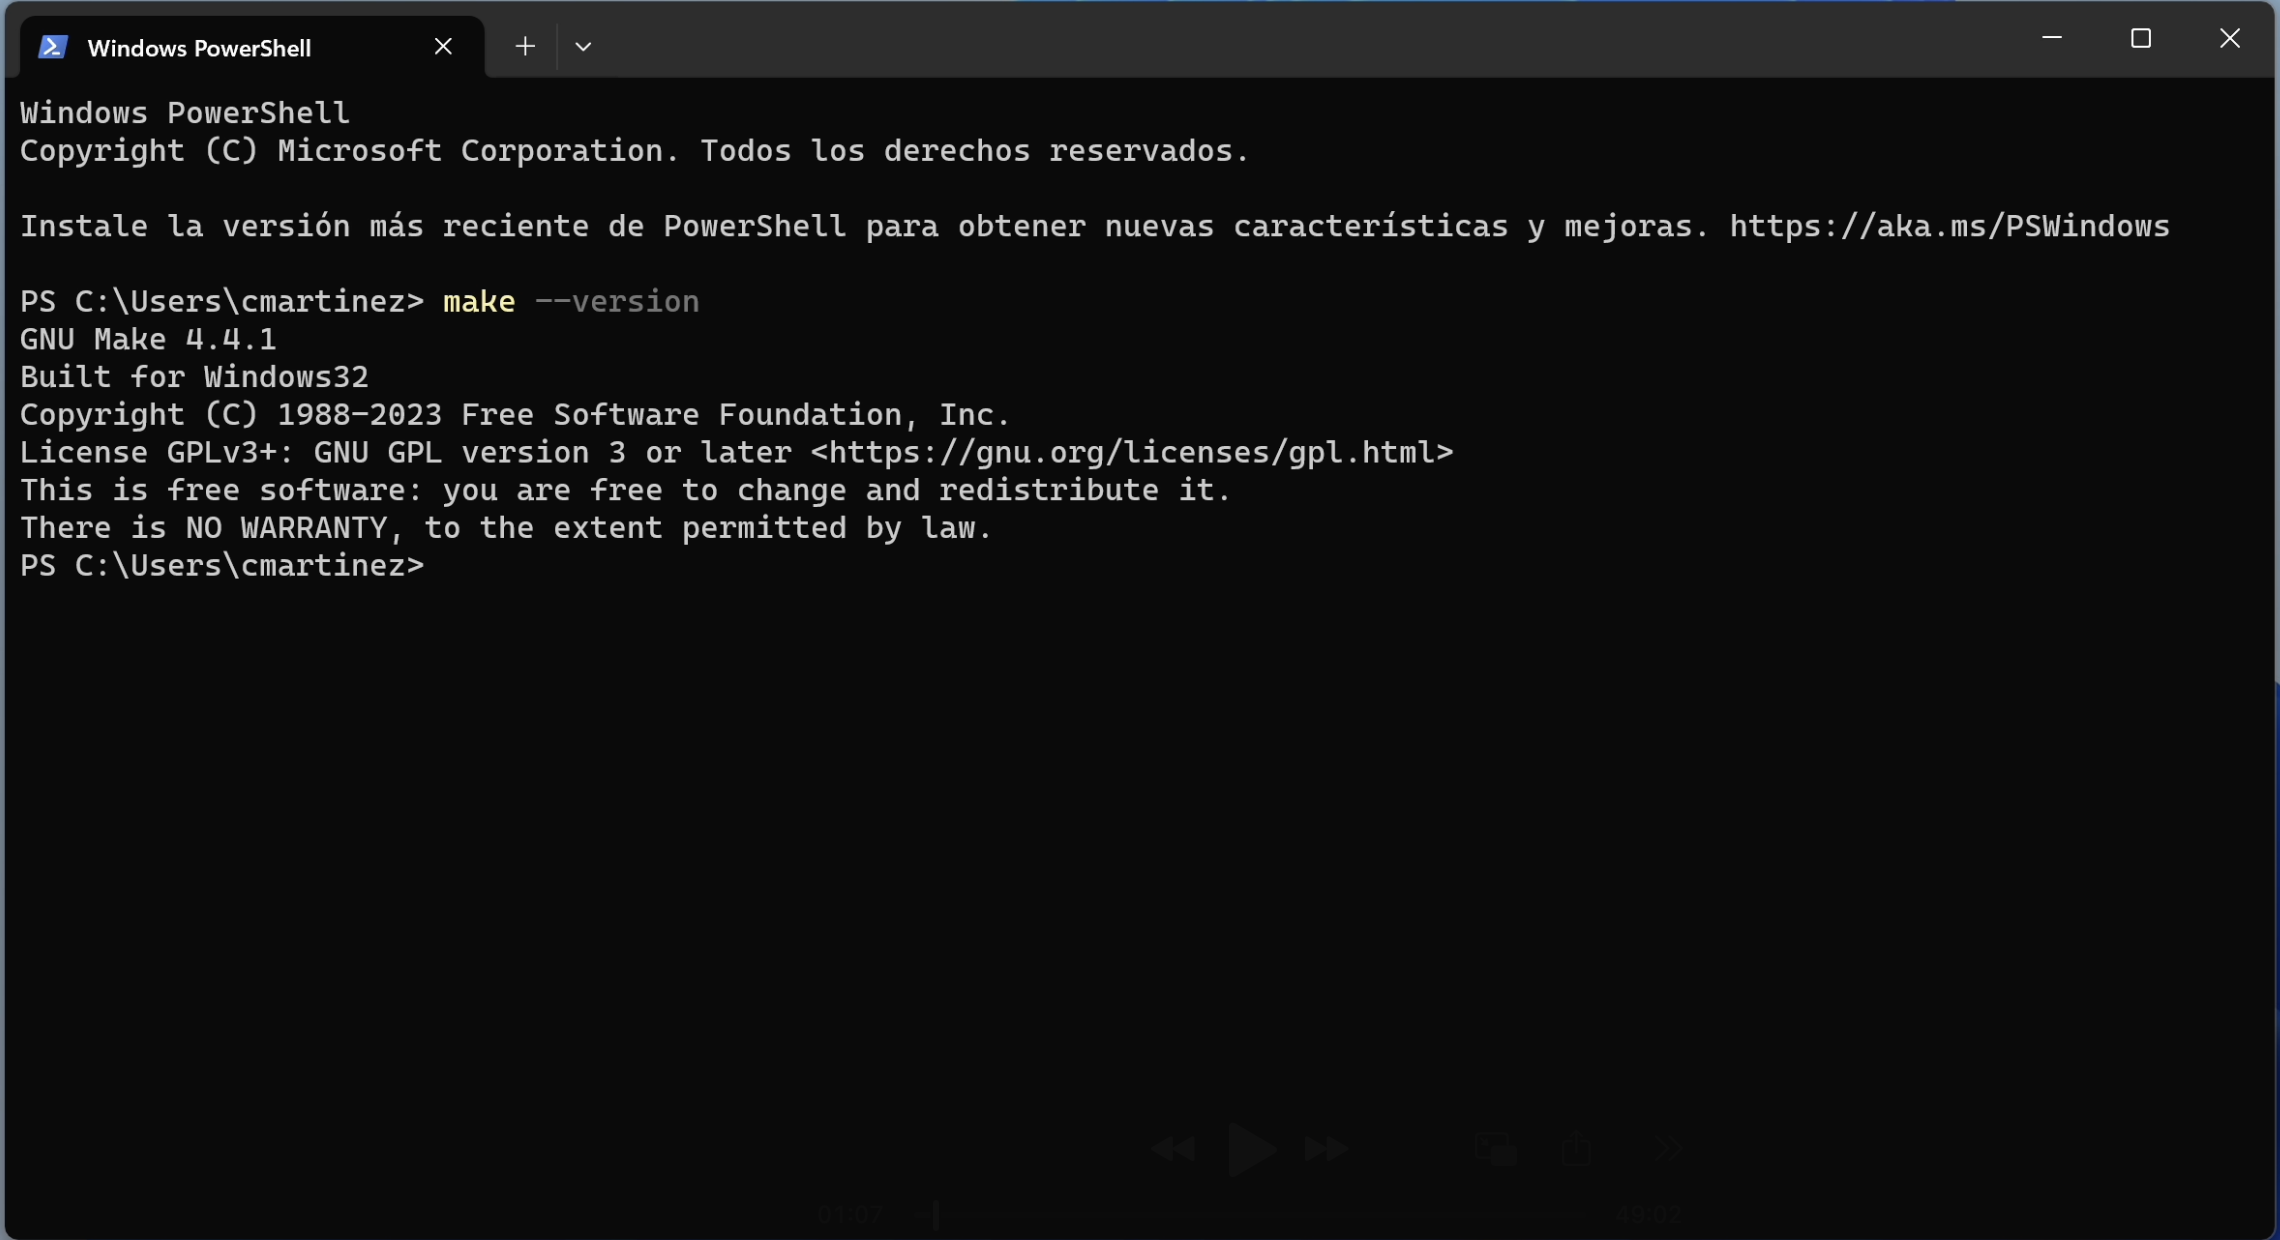 Windows PowerShell
Windows PowerShell
Copyright (C) Microsoft Corporation. Todos los derechos reservados.
Instale la versión más reciente de PowerShell para obtener nuevas características y mejoras. https://aka.ms/PSWindows
PS C:\Users\cmartinez> make --version
GNU Make 4.4.1
Built for Windows32
Copyright (C) 1988-2023 Free Software Foundation, Inc.
License GPLv3+: GNU GPL version 3 or later <https://gnu.org/licenses/gpl.html>
This is free software: you are free to change and redistribute it.
There is NO WARRANTY, to the extent permitted by law.
PS C:\Users\cmartinez>
01:07
49:02